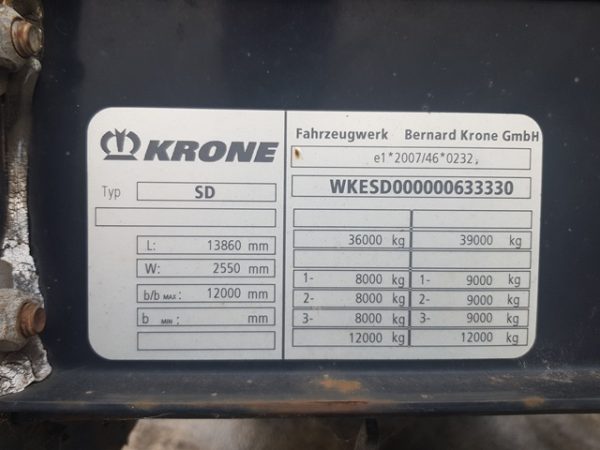 KRONE
Typ SD
L: 13860 mm
W: 2550 mm
b/b MAX: 12000 mm
b MIN: mm
Fahrzeugwerk Bernard Krone GmbH
e1*2007/46*0232,
WKESD000000633330
36000 kg 39000 kg
1- 8000 kg 1- 9000 kg
2- 8000 kg 2- 9000 kg
3- 8000 kg 3- 9000 kg
12000 kg 12000 kg